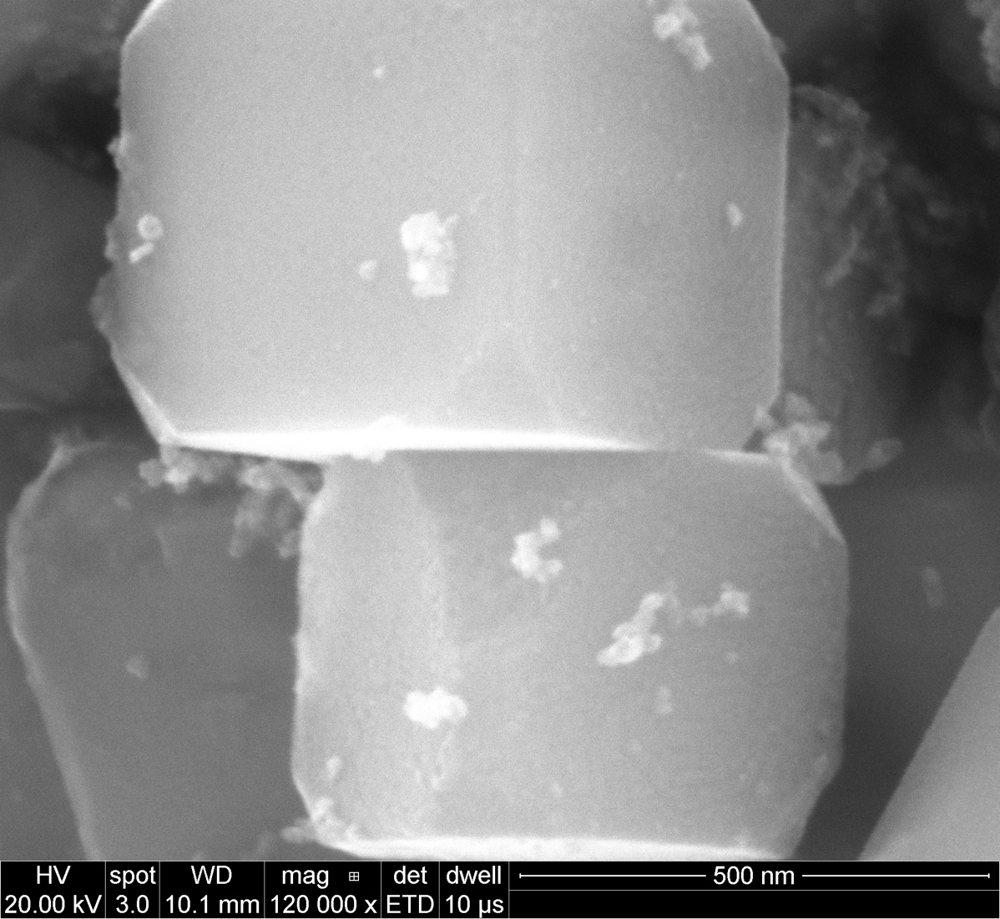 HV spot WD mag ⊞ det dwell 500 nm
20.00 kV 3.0 10.1 mm 120 000 x ETD 10 µs